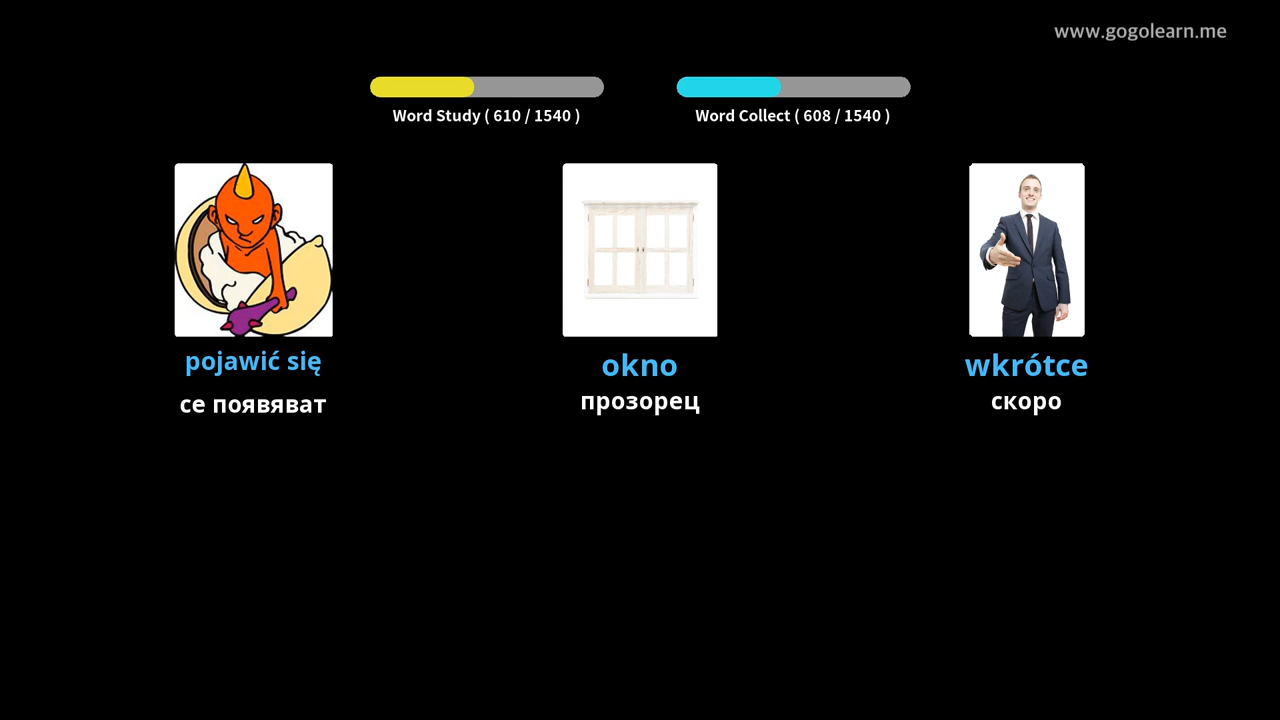 www.gogolearn.me
Word Study ( 610 / 1540 )
Word Collect ( 608 / 1540 )
pojawić się
се появяват
okno
прозорец
wkrótce
скоро